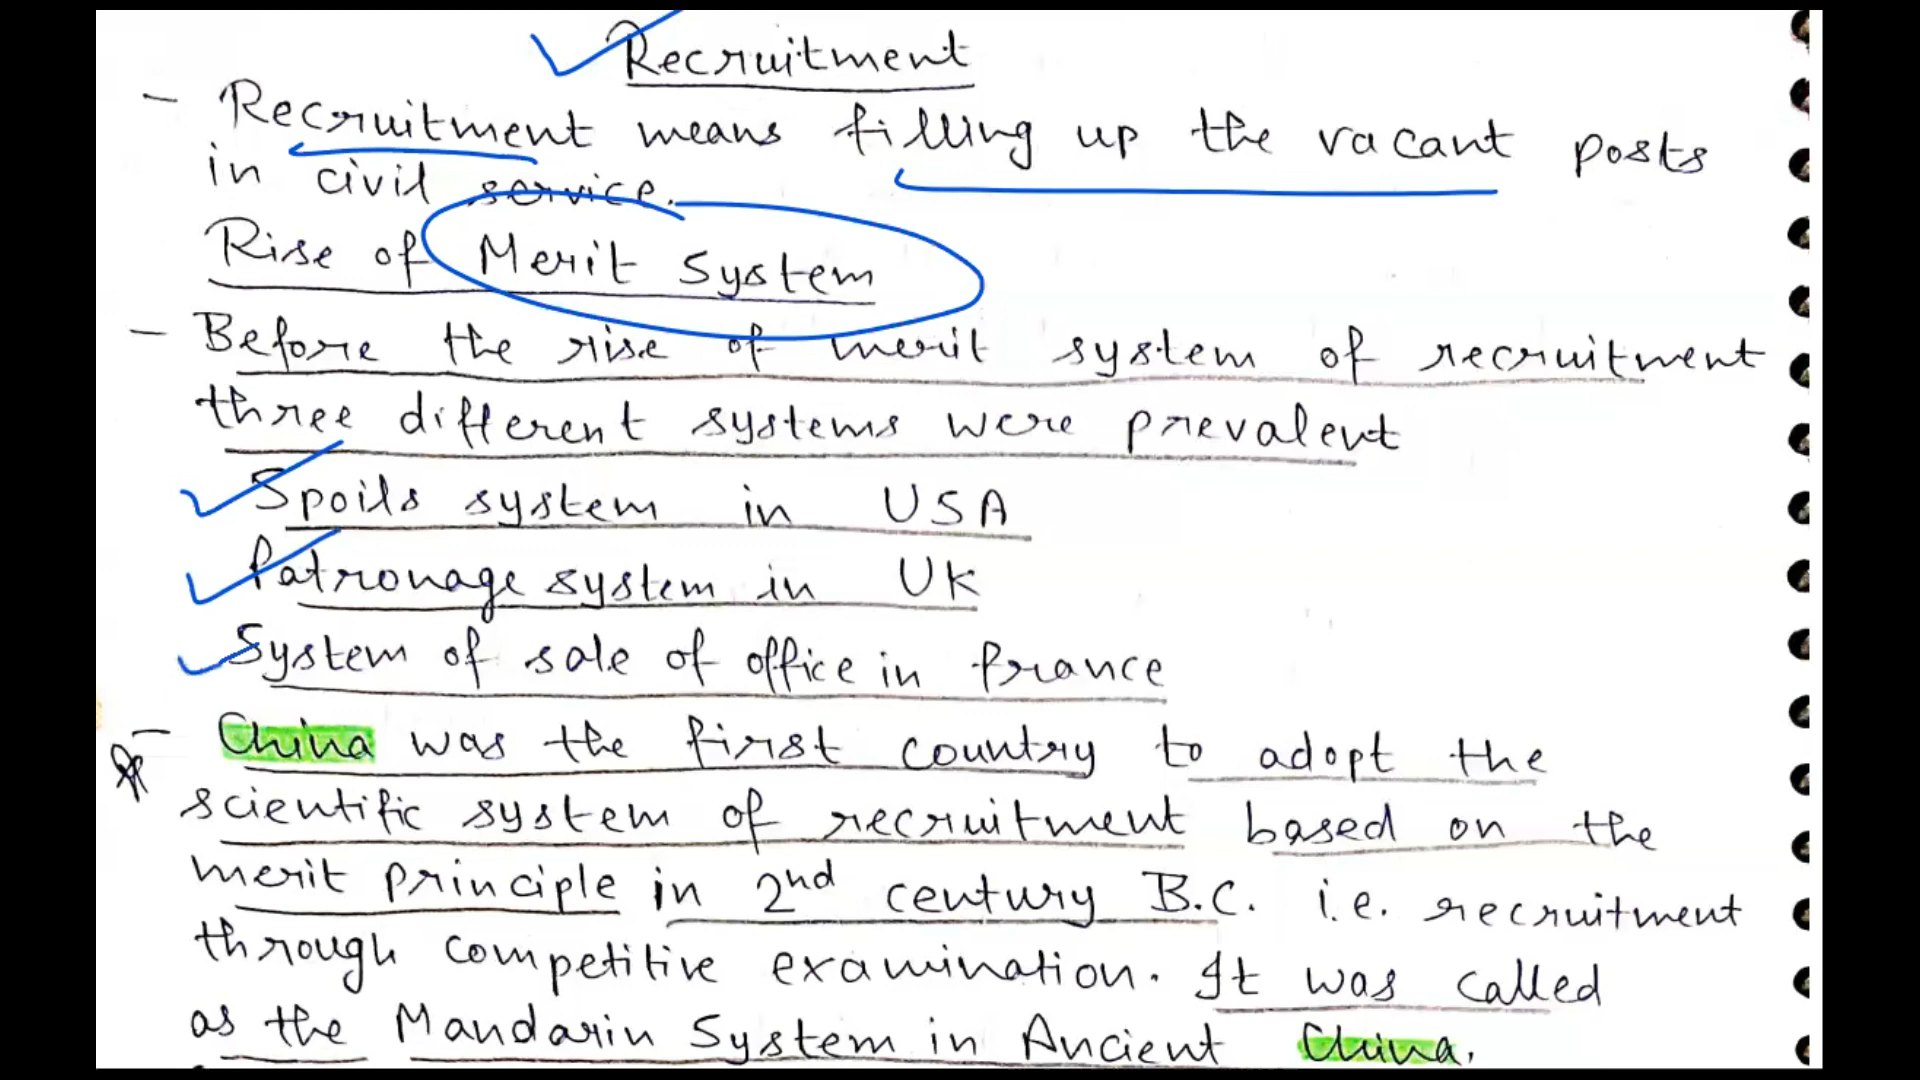 Recruitment
- Recruitment means filling up the vacant posts
in civil service.
Rise of Merit System
- Before the rise of merit system of recruitment
three different systems were prevalent
Spoils system in USA
Patronage system in UK
System of sale of office in france
- China was the first country to adopt the
scientific system of recruitment based on the
merit principle in 2nd century B.C. i.e. recruitment
through competitive examination. It was called
as the Mandarin System in Ancient China.